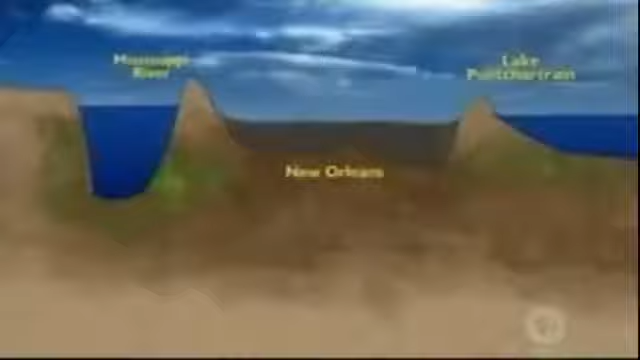 Mississippi
River
Lake
Pontchartrain
New Orleans